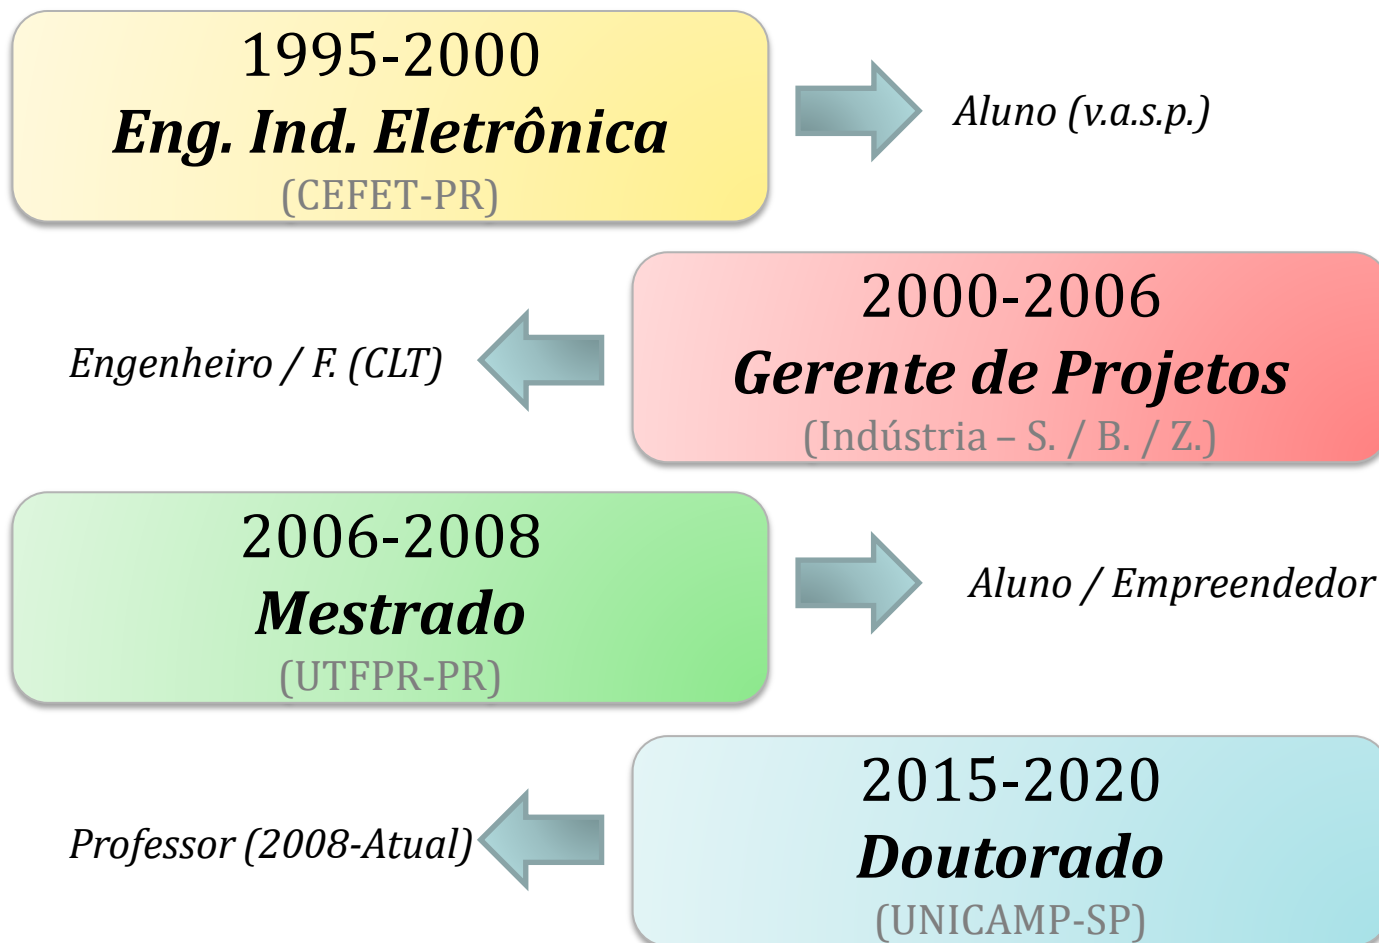 1995-2000
Eng. Ind. Eletrônica
(CEFET-PR)
Aluno (v.a.s.p.)
2000-2006
Gerente de Projetos
(Indústria – S. / B. / Z.)
Engenheiro / F. (CLT)
2006-2008
Mestrado
(UTFPR-PR)
Aluno / Empreendedor
2015-2020
Doutorado
(UNICAMP-SP)
Professor (2008-Atual)